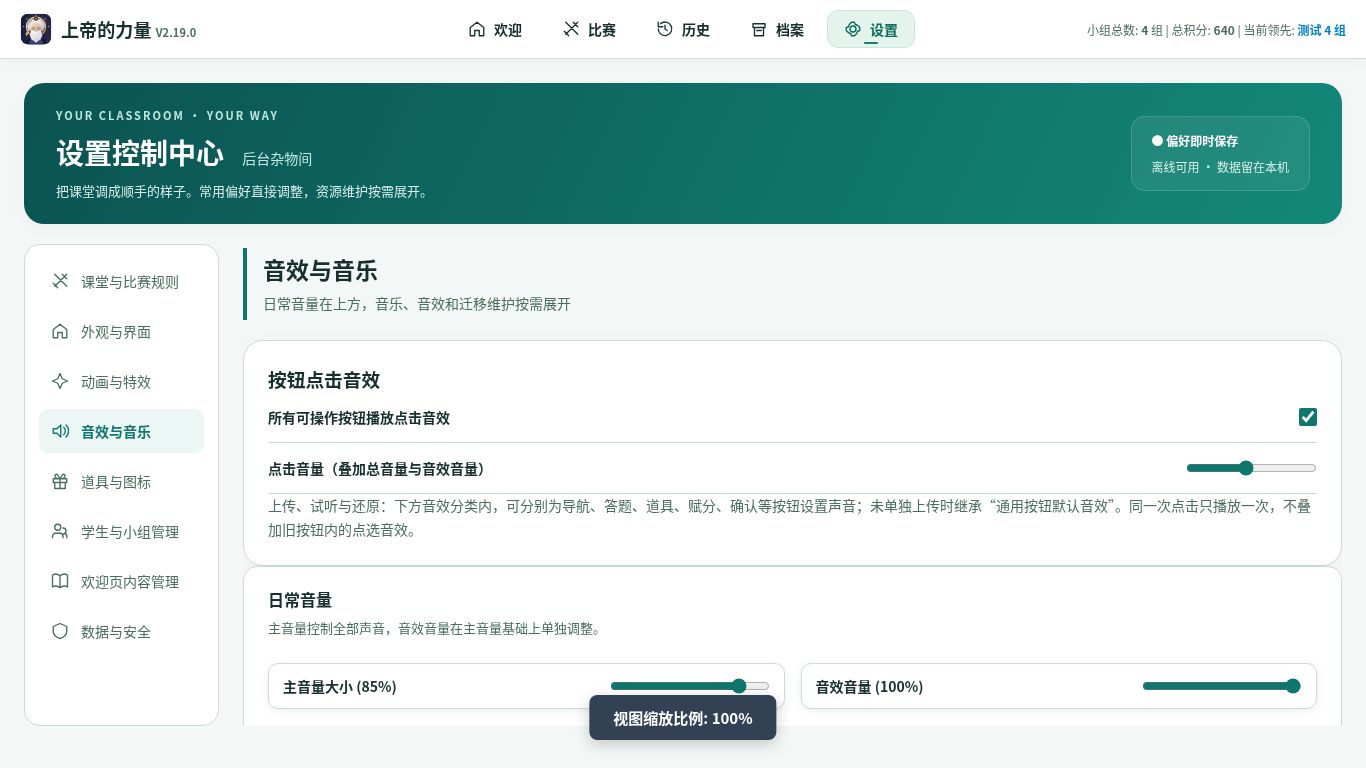 上帝的力量 V2.19.0
欢迎
比赛
历史
档案
设置
小组总数: 4 组 | 总积分: 640 | 当前领先: 测试 4 组
YOUR CLASSROOM · YOUR WAY
设置控制中心 后台杂物间
把课堂调成顺手的样子。常用偏好直接调整，资源维护按需展开。
偏好即时保存
离线可用 · 数据留在本机
课堂与比赛规则
外观与界面
动画与特效
音效与音乐
道具与图标
学生与小组管理
欢迎页内容管理
数据与安全
音效与音乐
日常音量在上方，音乐、音效和迁移维护按需展开
按钮点击音效
所有可操作按钮播放点击音效
点击音量（叠加总音量与音效音量）
上传、试听与还原：下方音效分类内，可分别为导航、答题、道具、赋分、确认等按钮设置声音；未单独上传时继承“通用按钮默认音效”。同一次点击只播放一次，不叠
加旧按钮内的点选音效。
日常音量
主音量控制全部声音，音效音量在主音量基础上单独调整。
主音量大小 (85%)
音效音量 (100%)
视图缩放比例: 100%